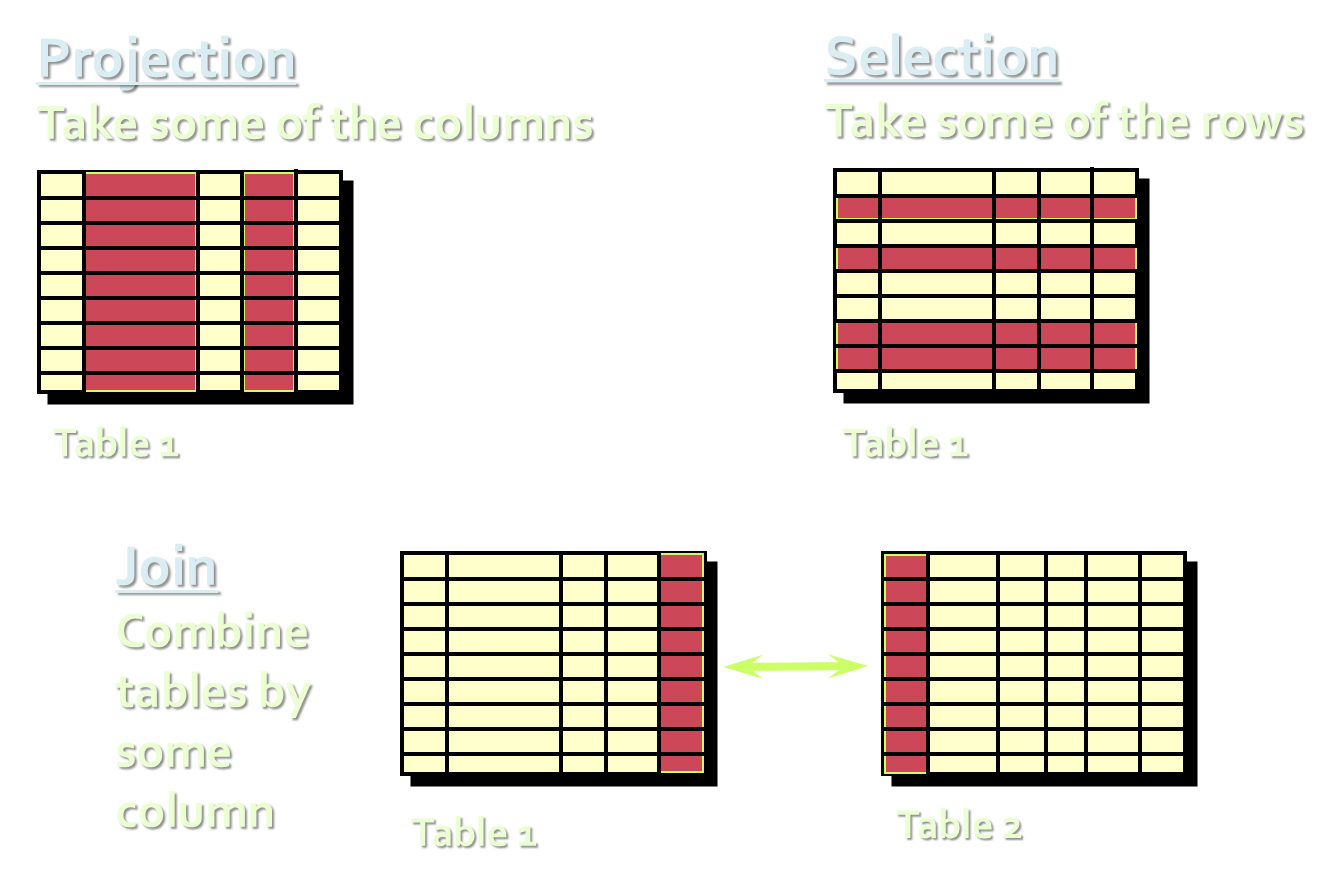 Projection
Take some of the columns
Table 1
Selection
Take some of the rows
Table 1
Join
Combine
tables by
some
column
Table 1
Table 2